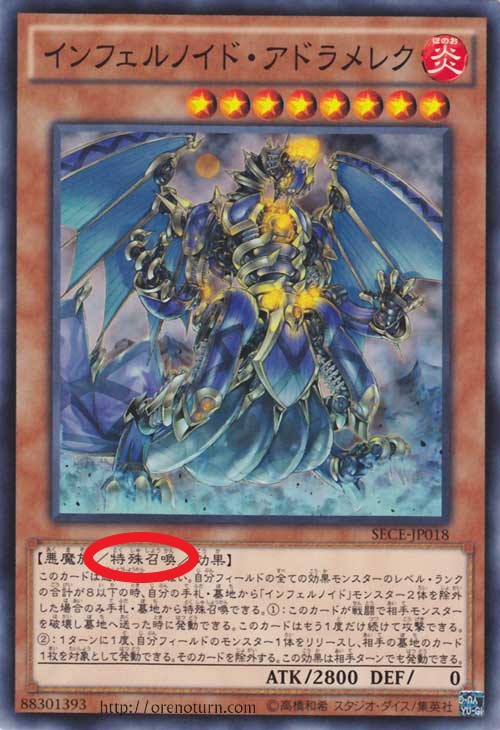 インフェルノイド・アドラメレク
炎
SECE-JP018
【悪魔族／特殊召喚／効果】
このカードは通常召喚できない。自分フィールドの全ての効果モンスターのレベル・ランク
の合計が８以下の時、自分の手札・墓地から「インフェルノイド」モンスター２体を除外
した場合のみ手札・墓地から特殊召喚できる。①：このカードが戦闘で相手モンスター
を破壊し墓地へ送った時に発動できる。このカードはもう１度だけ続けて攻撃できる。
②：１ターンに１度、自分フィールドのモンスター１体をリリースし、相手の墓地のカード
１枚を対象として発動できる。そのカードを除外する。この効果は相手ターンでも発動できる。
ATK/2800 DEF/ 0
88301393
http://orenoturn.com
©高橋和希 スタジオ・ダイス/集英社